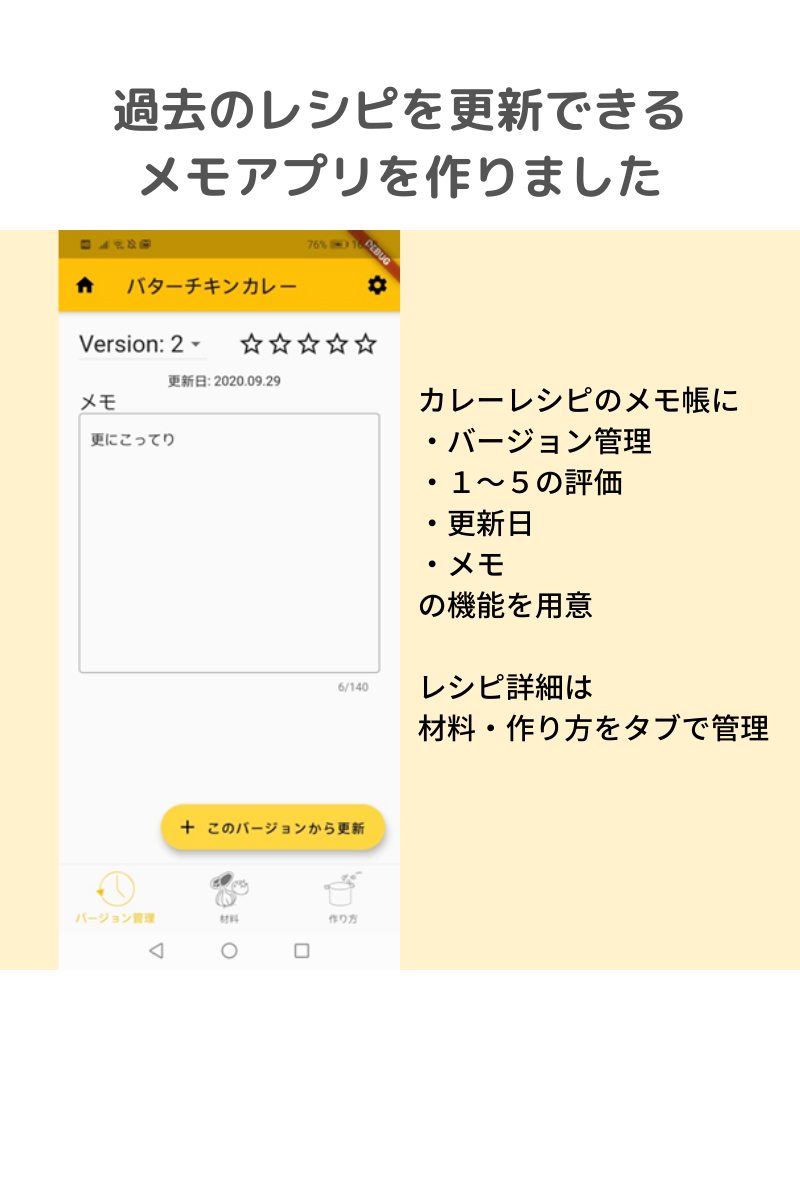 過去のレシピを更新できる
メモアプリを作りました
76%
DEBUG
バターチキンカレー
Version: 2
更新日: 2020.09.29
メモ
更にこってり
6/140
+ このバージョンから更新
バージョン管理
材料
作り方
カレーレシピのメモ帳に
・バージョン管理
・１～５の評価
・更新日
・メモ
の機能を用意
レシピ詳細は
材料・作り方をタブで管理